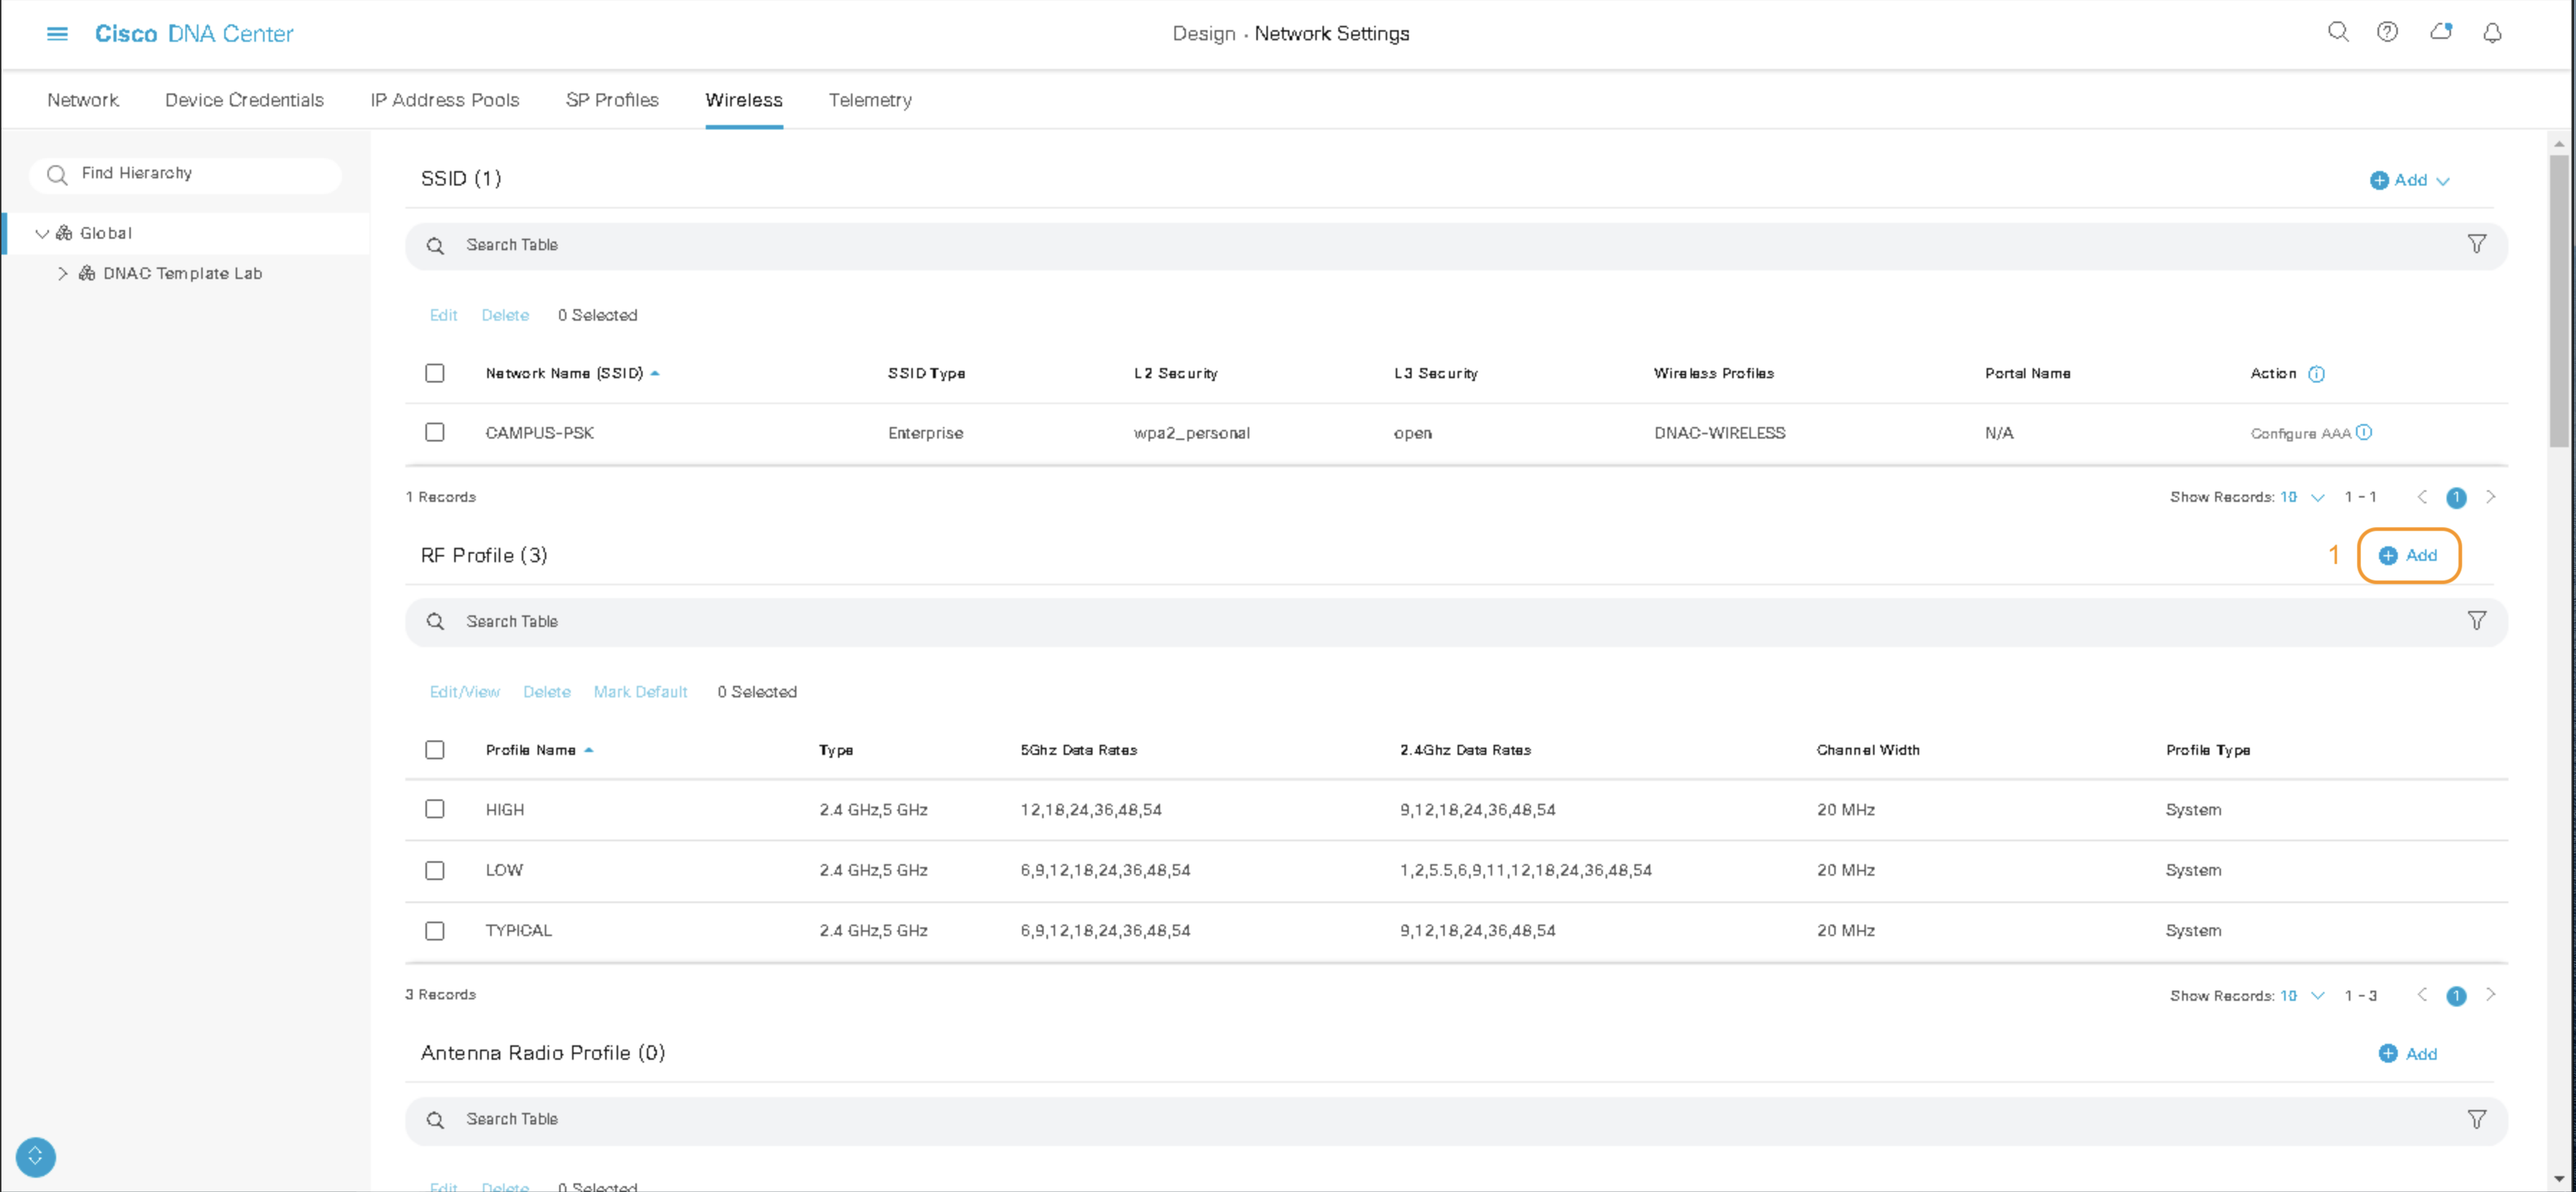 Cisco DNA Center
Design · Network Settings
Network Device Credentials IP Address Pools SP Profiles Wireless Telemetry
Find Hierarchy
Global
DNAC Template Lab
SSID (1)
Add
Search Table
Edit Delete 0 Selected
Network Name (SSID) SSID Type L2 Security L3 Security Wireless Profiles Portal Name Action
CAMPUS-PSK Enterprise wpa2_personal open DNAC-WIRELESS N/A Configure AAA
1 Records Show Records: 10 1 - 1 1
RF Profile (3) 1 Add
Search Table
Edit/View Delete Mark Default 0 Selected
Profile Name Type 5Ghz Data Rates 2.4Ghz Data Rates Channel Width Profile Type
HIGH 2.4 GHz,5 GHz 12,18,24,36,48,54 9,12,18,24,36,48,54 20 MHz System
LOW 2.4 GHz,5 GHz 6,9,12,18,24,36,48,54 1,2,5.5,6,9,11,12,18,24,36,48,54 20 MHz System
TYPICAL 2.4 GHz,5 GHz 6,9,12,18,24,36,48,54 9,12,18,24,36,48,54 20 MHz System
3 Records Show Records: 10 1 - 3 1
Antenna Radio Profile (0) Add
Search Table
Edit Delete 0 Selected